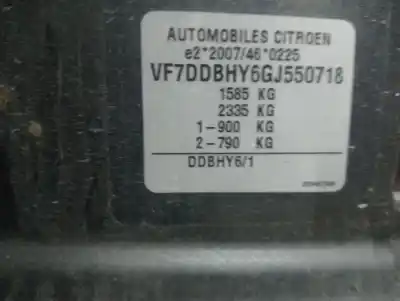 AUTOMOBILES CITROEN
e2*2007/46*0225
VF7DDBHY6GJ550718
1585 KG
2335 KG
1-900 KG
2-790 KG
DDBHY6/1